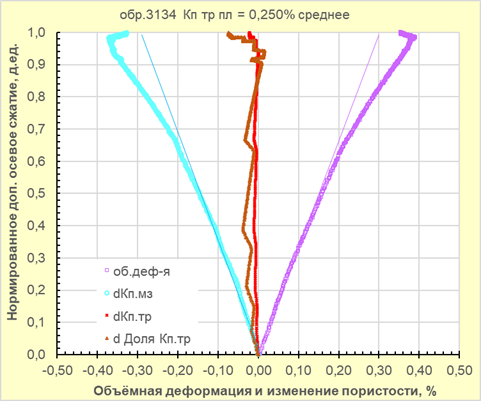 обр.3134 Кп тр пл = 0,250% среднее
Нормированное доп. осевое сжатие, д.ед.
1,0
0,9
0,8
0,7
0,6
0,5
0,4
0,3
0,2
0,1
0,0
об.деф-я
dКп.мз
dКп.тр
d Доля Кп.тр
-0,50 -0,40 -0,30 -0,20 -0,10 0,00 0,10 0,20 0,30 0,40 0,50
Объёмная деформация и изменение пористости, %